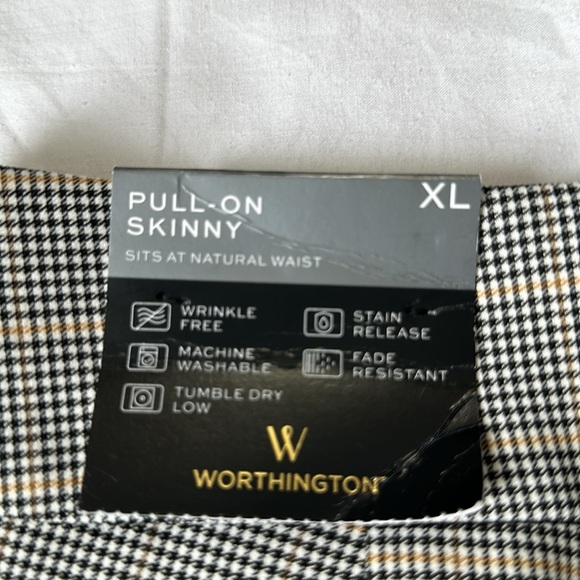 PULL-ON XL
SKINNY
SITS AT NATURAL WAIST
WRINKLE
FREE
STAIN
RELEASE
MACHINE
WASHABLE
FADE
RESISTANT
TUMBLE DRY
LOW
W
WORTHINGTON